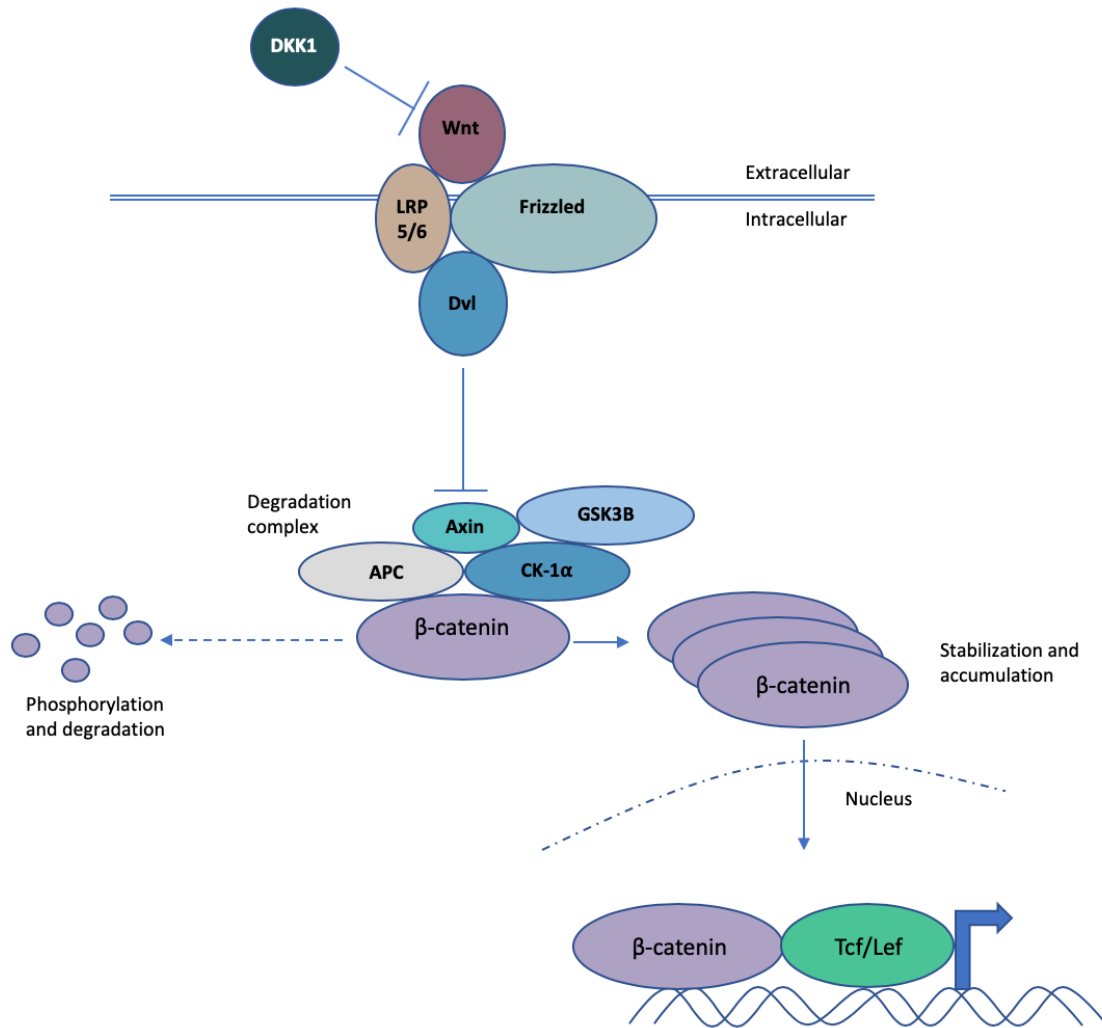 DKK1
Wnt
Extracellular
LRP
5/6
Frizzled
Intracellular
Dvl
Degradation
complex
Axin
GSK3B
APC
CK-1α
β-catenin
Stabilization and
accumulation
β-catenin
Phosphorylation
and degradation
Nucleus
β-catenin
Tcf/Lef